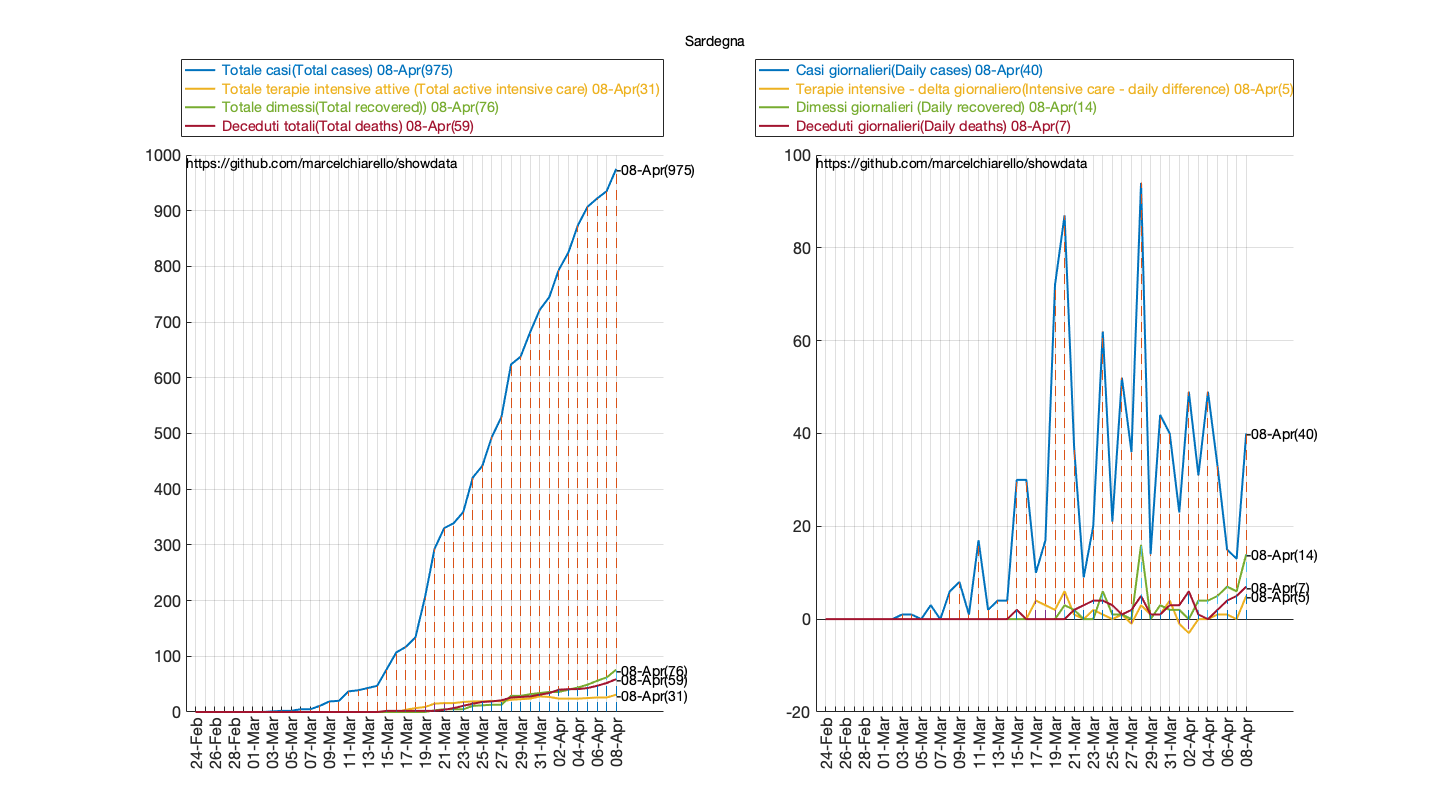 Sardegna
Totale casi(Total cases) 08-Apr(975)
Totale terapie intensive attive (Total active intensive care) 08-Apr(31)
Totale dimessi(Total recovered)) 08-Apr(76)
Deceduti totali(Total deaths) 08-Apr(59)
Casi giornalieri(Daily cases) 08-Apr(40)
Terapie intensive - delta giornaliero(Intensive care - daily difference) 08-Apr(5)
Dimessi giornalieri (Daily recovered) 08-Apr(14)
Deceduti giornalieri(Daily deaths) 08-Apr(7)
https://github.com/marcelchiarello/showdata
1000
900
800
700
600
500
400
300
200
100
0
08-Apr(975)
08-Apr(76)
08-Apr(59)
08-Apr(31)
24-Feb
26-Feb
28-Feb
01-Mar
03-Mar
05-Mar
07-Mar
09-Mar
11-Mar
13-Mar
15-Mar
17-Mar
19-Mar
21-Mar
23-Mar
25-Mar
27-Mar
29-Mar
31-Mar
02-Apr
04-Apr
06-Apr
08-Apr
https://github.com/marcelchiarello/showdata
100
80
60
40
20
0
-20
08-Apr(40)
08-Apr(14)
08-Apr(7)
08-Apr(5)
24-Feb
26-Feb
28-Feb
01-Mar
03-Mar
05-Mar
07-Mar
09-Mar
11-Mar
13-Mar
15-Mar
17-Mar
19-Mar
21-Mar
23-Mar
25-Mar
27-Mar
29-Mar
31-Mar
02-Apr
04-Apr
06-Apr
08-Apr